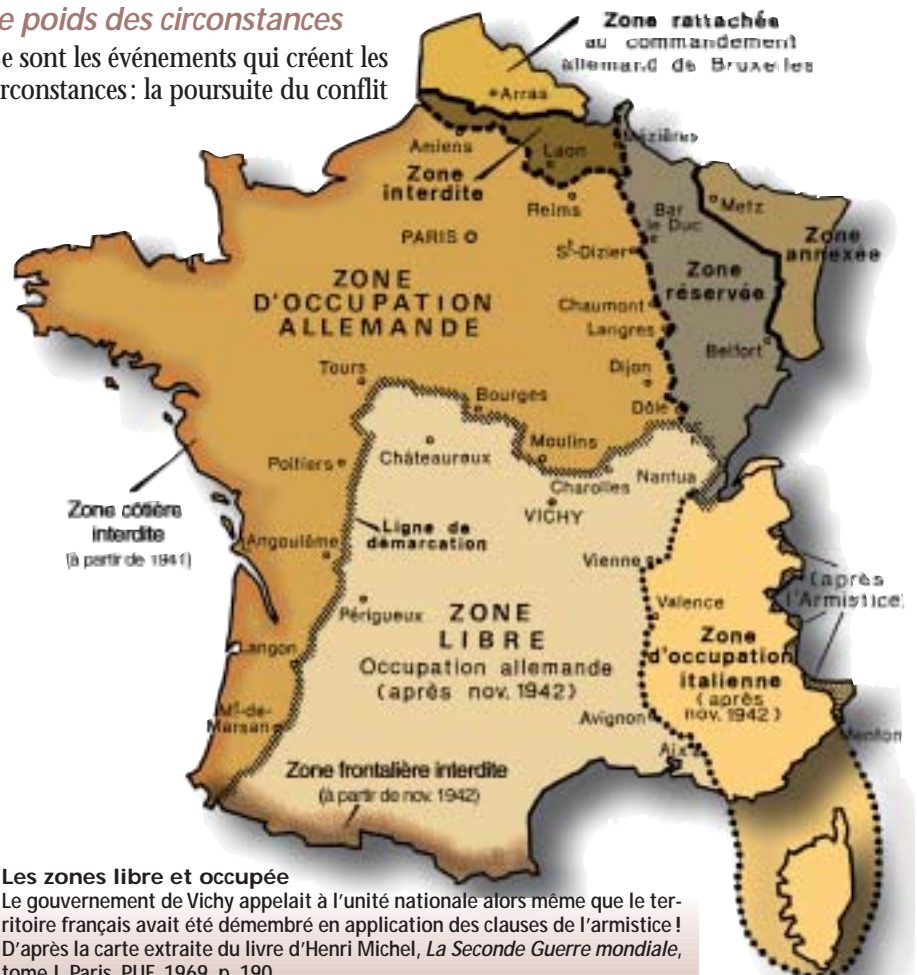 e poids des circonstances
e sont les événements qui créent les
rconstances : la poursuite du conflit
Zone rattachée
au commandement
allemand de Bruxelles
Arras
Mézières
Amiens
Laon
Zone
interdite
Reims
Bar
le Duc
Metz
PARIS
St-Dizier
Zone
annexée
ZONE
D'OCCUPATION
ALLEMANDE
Zone
réservée
Chaumont
Langres
Belfort
Tours
Dijon
Bourges
Dôle
Moulins
Poitiers
Châteauroux
Nantua
Charolles
VICHY
Zone côtière
interdite
(à partir de 1941)
Ligne de
démarcation
Angoulême
Vienne
(après
l'Armistice)
Périgueux
Valence
ZONE
LIBRE
Occupation allemande
(après nov. 1942)
Zone
d'occupation
italienne
(après
nov. 1942)
Langon
Mt-de-
Marsan
Avignon
Menton
Aix
Zone frontalière interdite
(à partir de nov. 1942)
Les zones libre et occupée
Le gouvernement de Vichy appelait à l'unité nationale alors même que le ter-
ritoire français avait été démembré en application des clauses de l'armistice !
D'après la carte extraite du livre d'Henri Michel, La Seconde Guerre mondiale,
tome I, Paris, PUF, 1969, p. 190.